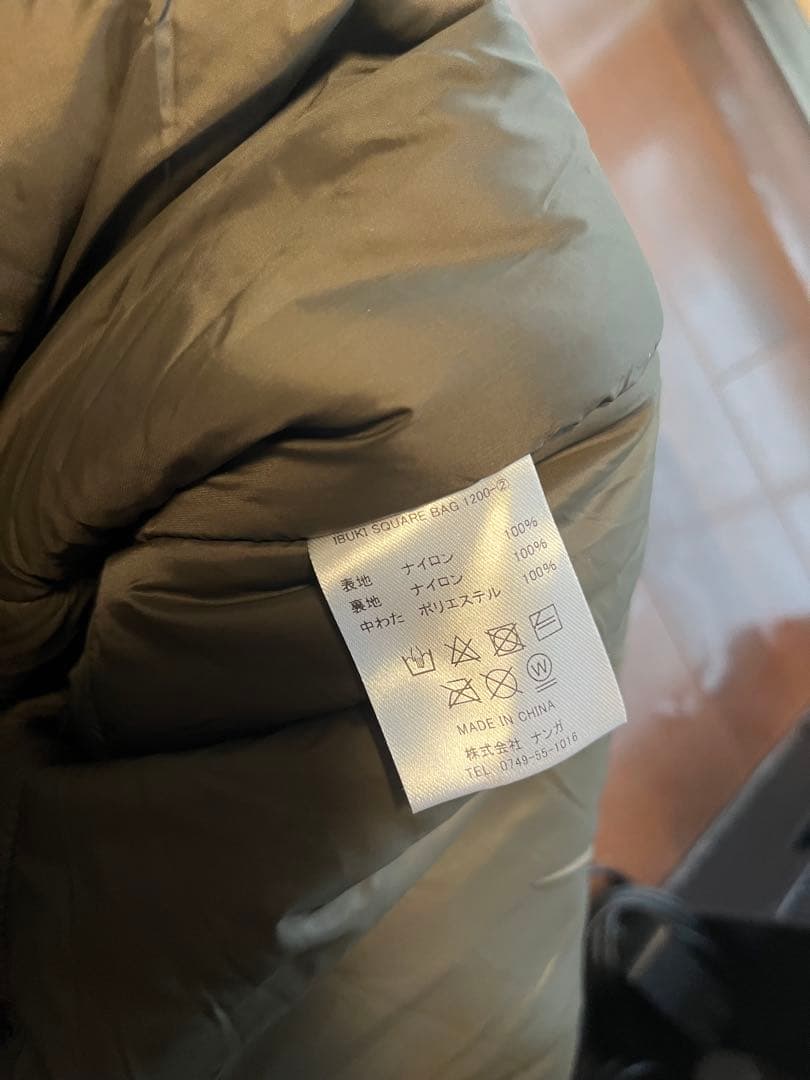 IBUKI SQUARE BAG 1200-②
表地 ナイロン 100%
裏地 ナイロン 100%
中わた ポリエステル 100%
W
MADE IN CHINA
株式会社 ナンガ
TEL 0749-55-1016